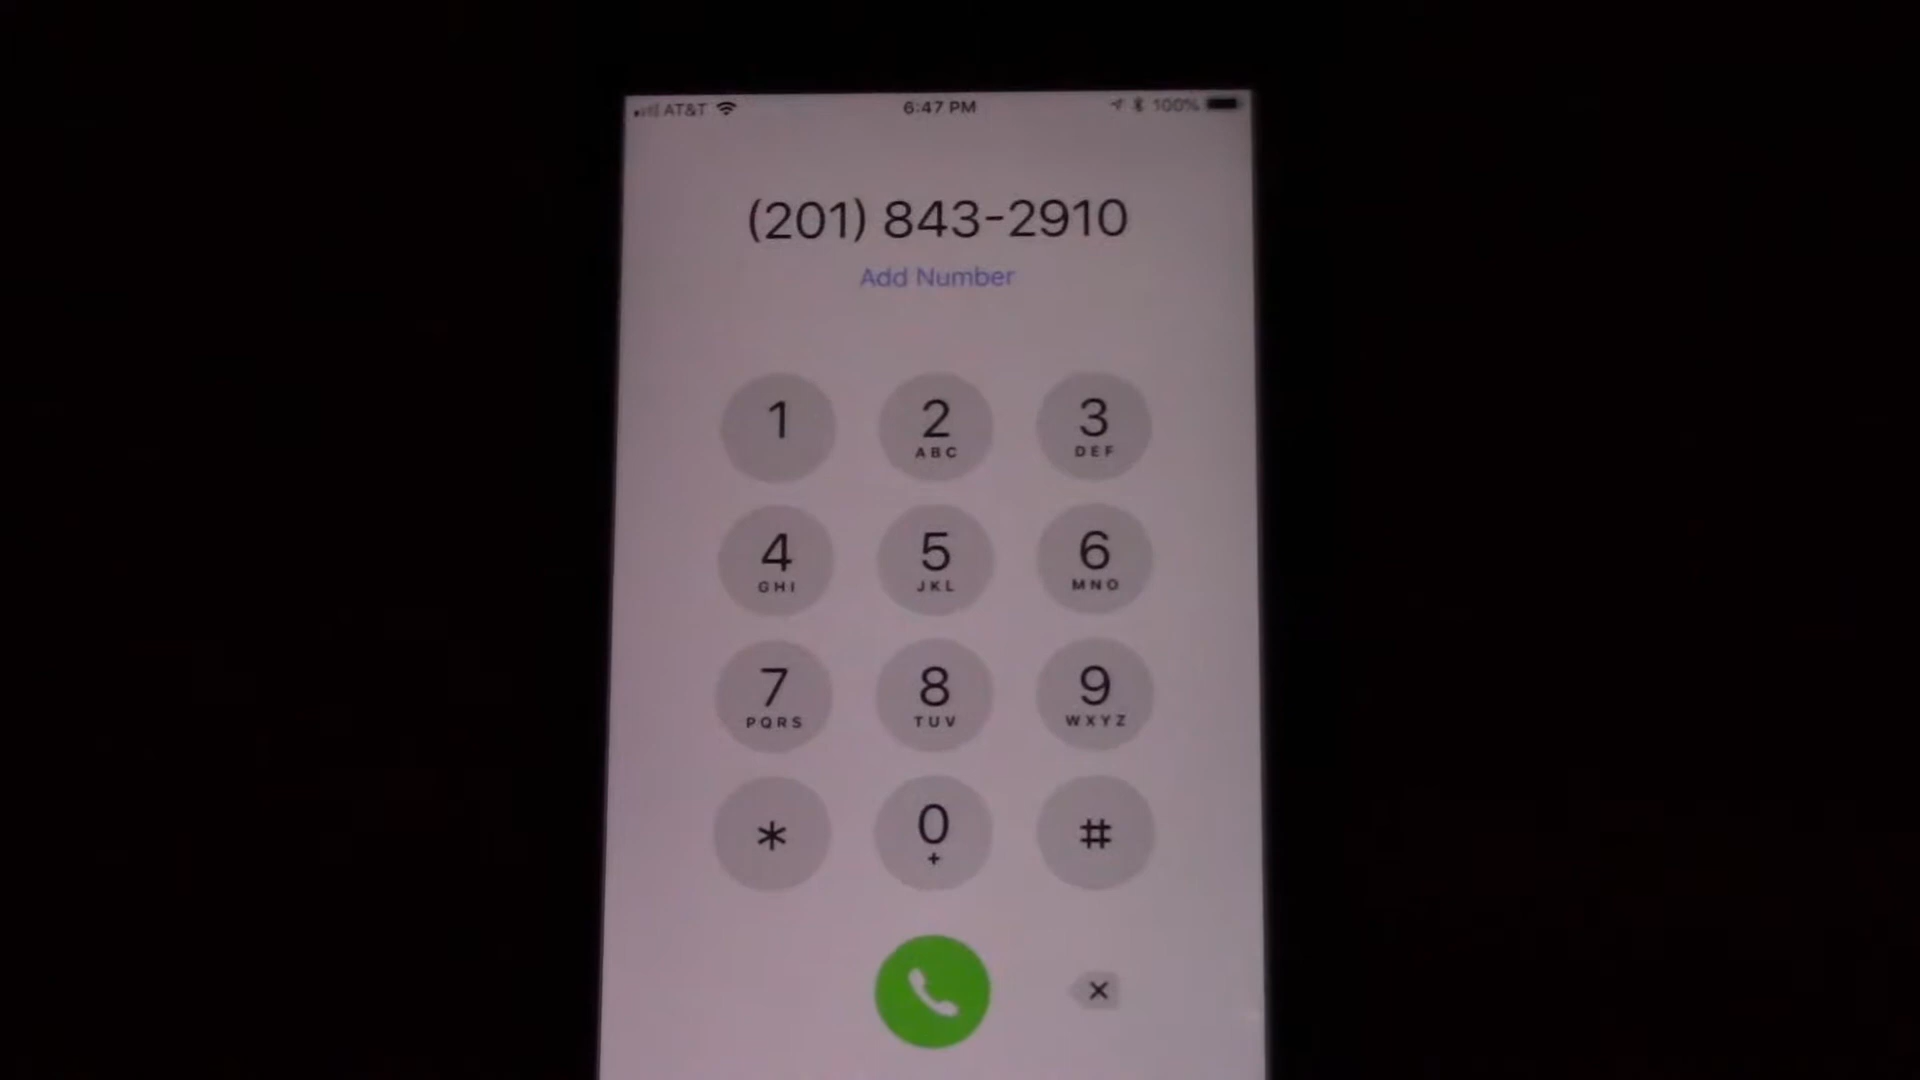 AT&T 6:47 PM 100%
(201) 843-2910
Add Number
1 2 3
ABC DEF
4 5 6
GHI JKL MNO
7 8 9
PQRS TUV WXYZ
* 0 #
+